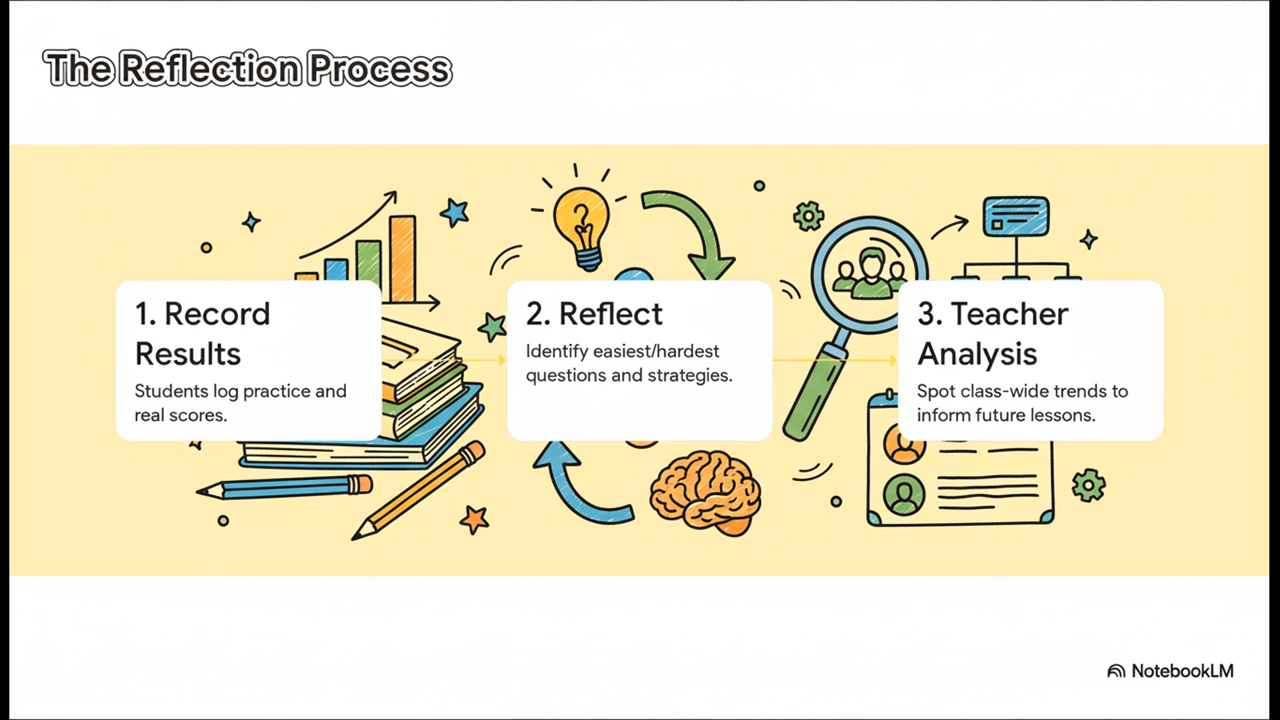 The Reflection Process
1. Record
Results
Students log practice and
real scores.
2. Reflect
Identify easiest/hardest
questions and strategies.
3. Teacher
Analysis
Spot class-wide trends to
inform future lessons.
NotebookLM